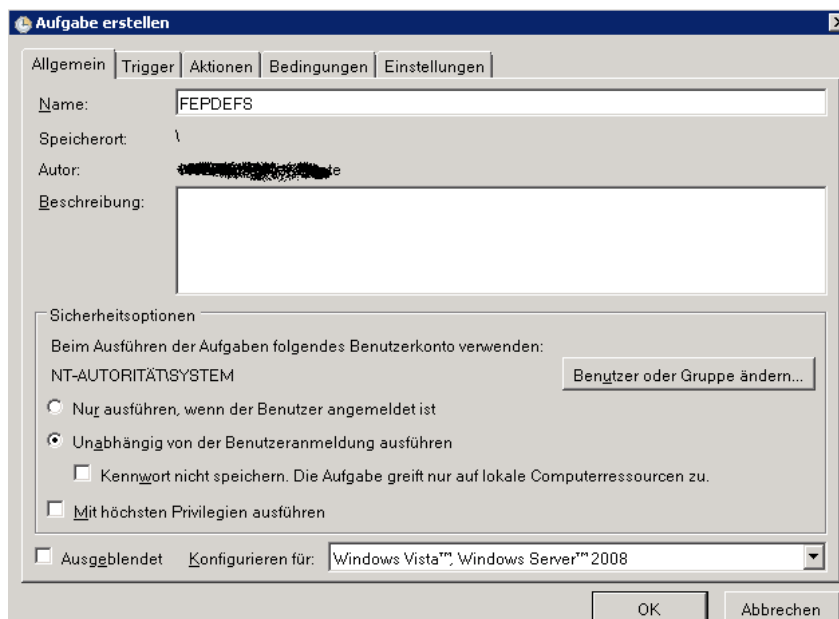 Aufgabe erstellen
Allgemein Trigger Aktionen Bedingungen Einstellungen
Name: FEPDEFS
Speicherort: \
Autor:
Beschreibung:
Sicherheitsoptionen
Beim Ausführen der Aufgaben folgendes Benutzerkonto verwenden:
NT-AUTORITÄT\SYSTEM Benutzer oder Gruppe ändern...
Nur ausführen, wenn der Benutzer angemeldet ist
Unabhängig von der Benutzeranmeldung ausführen
Kennwort nicht speichern. Die Aufgabe greift nur auf lokale Computerressourcen zu.
Mit höchsten Privilegien ausführen
Ausgeblendet Konfigurieren für: Windows Vista™, Windows Server™ 2008
OK Abbrechen